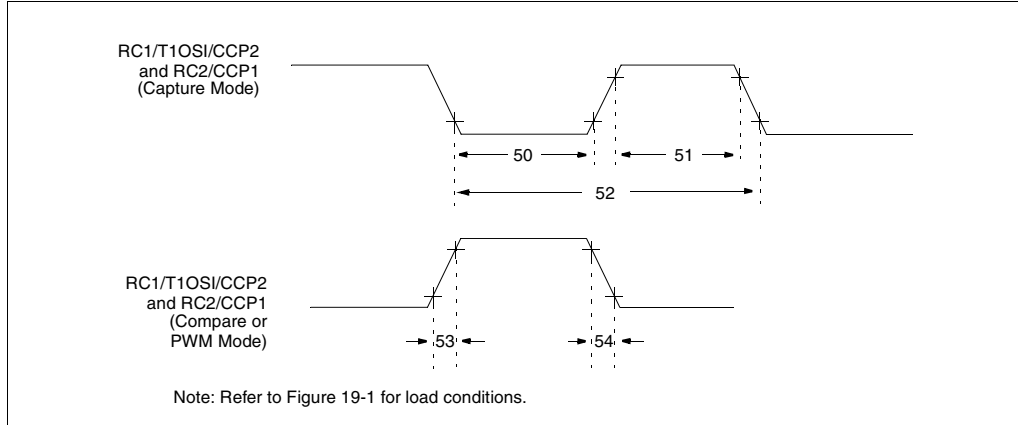 RC1/T1OSI/CCP2
and RC2/CCP1
(Capture Mode)
50
51
52
RC1/T1OSI/CCP2
and RC2/CCP1
(Compare or
PWM Mode)
53
54
Note: Refer to Figure 19-1 for load conditions.